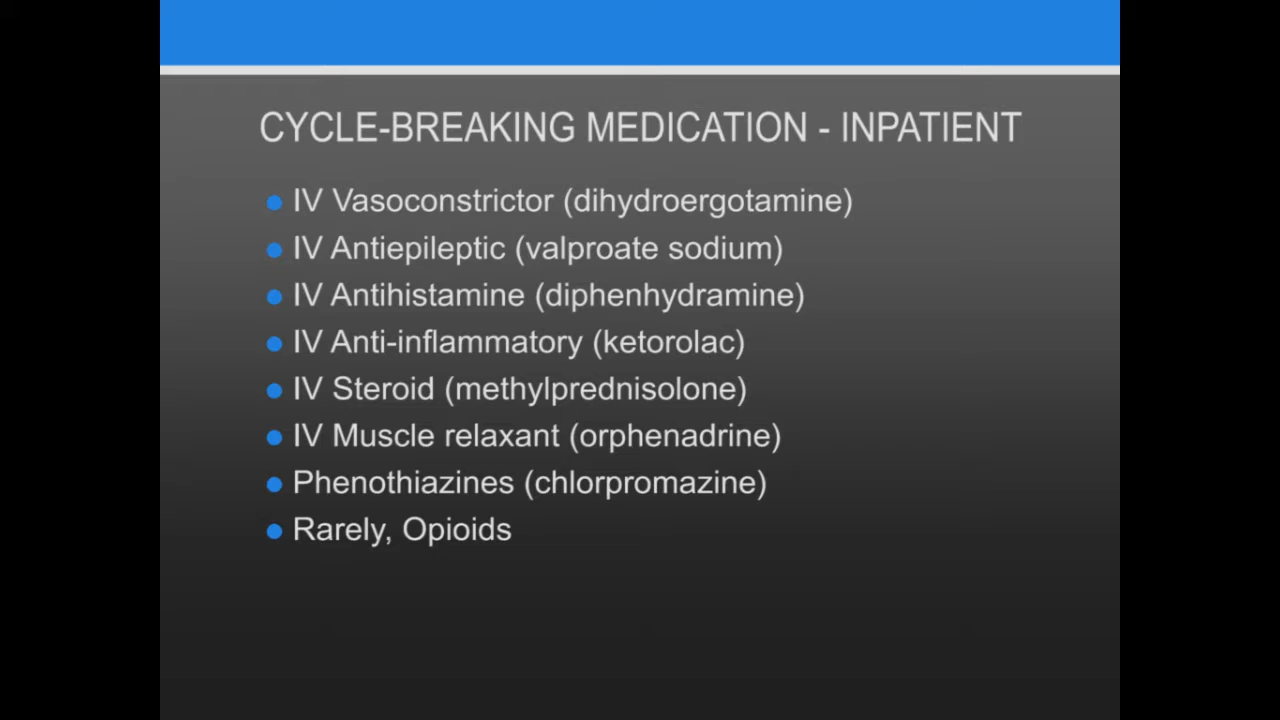 CYCLE-BREAKING MEDICATION - INPATIENT
IV Vasoconstrictor (dihydroergotamine)
IV Antiepileptic (valproate sodium)
IV Antihistamine (diphenhydramine)
IV Anti-inflammatory (ketorolac)
IV Steroid (methylprednisolone)
IV Muscle relaxant (orphenadrine)
Phenothiazines (chlorpromazine)
Rarely, Opioids